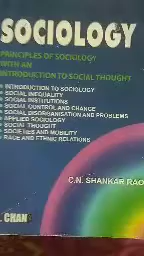 SOCIOLOGY
PRINCIPLES OF SOCIOLOGY
WITH AN
INTRODUCTION TO SOCIAL THOUGHT
INTRODUCTION TO SOCIOLOGY
SOCIAL INEQUALITY
SOCIAL INSTITUTIONS
SOCIAL CONTROL AND CHANGE
SOCIAL DISORGANISATION AND PROBLEMS
APPLIED SOCIOLOGY
SOCIAL THOUGHT
SOCIETIES AND MOBILITY
RACE AND ETHNIC RELATIONS
C.N. SHANKAR RAO
. CHAN